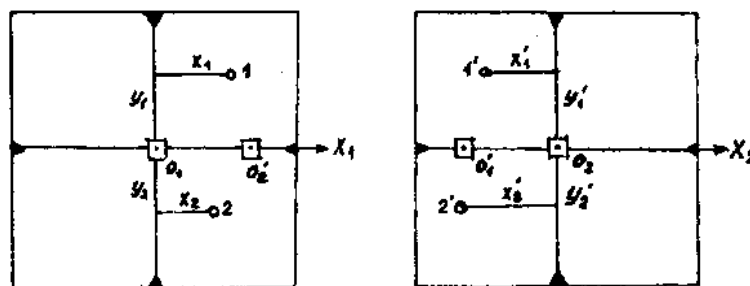 x₁ 1 1' x₁'
y₁ y₁'
X₁ X₂
o₁ o₂' o₁' o₂
y₂ y₂'
x₂ 2 2' x₂'